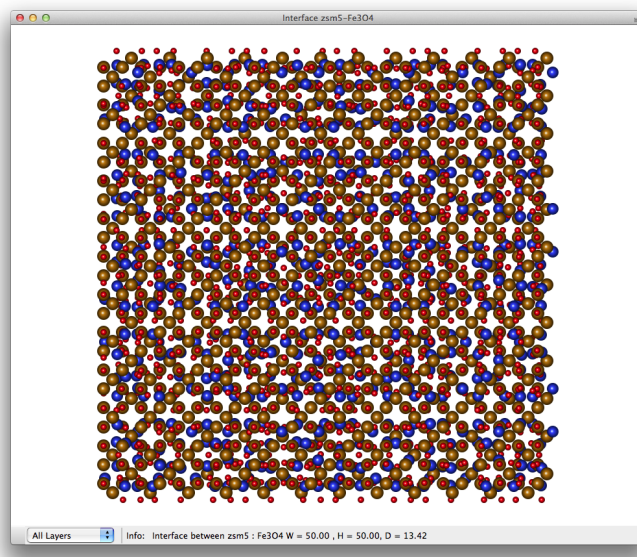 Interface zsm5-Fe3O4
All Layers
Info: Interface between zsm5 : Fe3O4 W = 50.00 , H = 50.00, D = 13.42